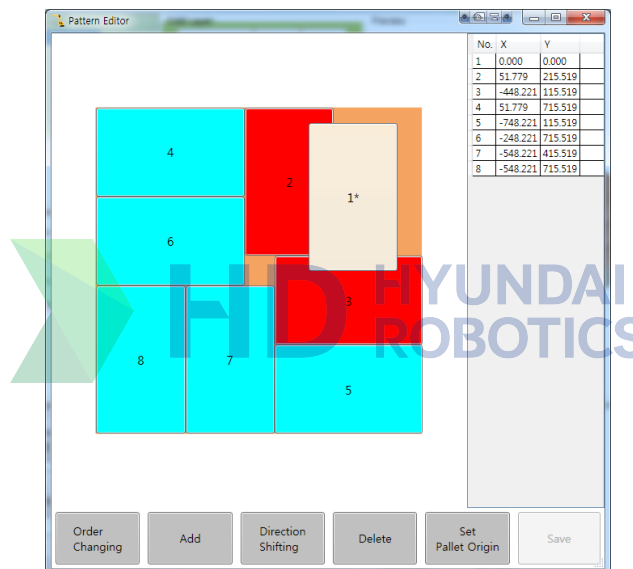 Pattern Editor
No. X Y
1 0.000 0.000
2 51.779 215.519
3 -448.221 115.519
4 51.779 715.519
5 -748.221 115.519
6 -248.221 715.519
7 -548.221 415.519
8 -548.221 715.519
4
2
1*
6
3
8
7
5
HD HYUNDAI
ROBOTICS
Order
Changing
Add
Direction
Shifting
Delete
Set
Pallet Origin
Save